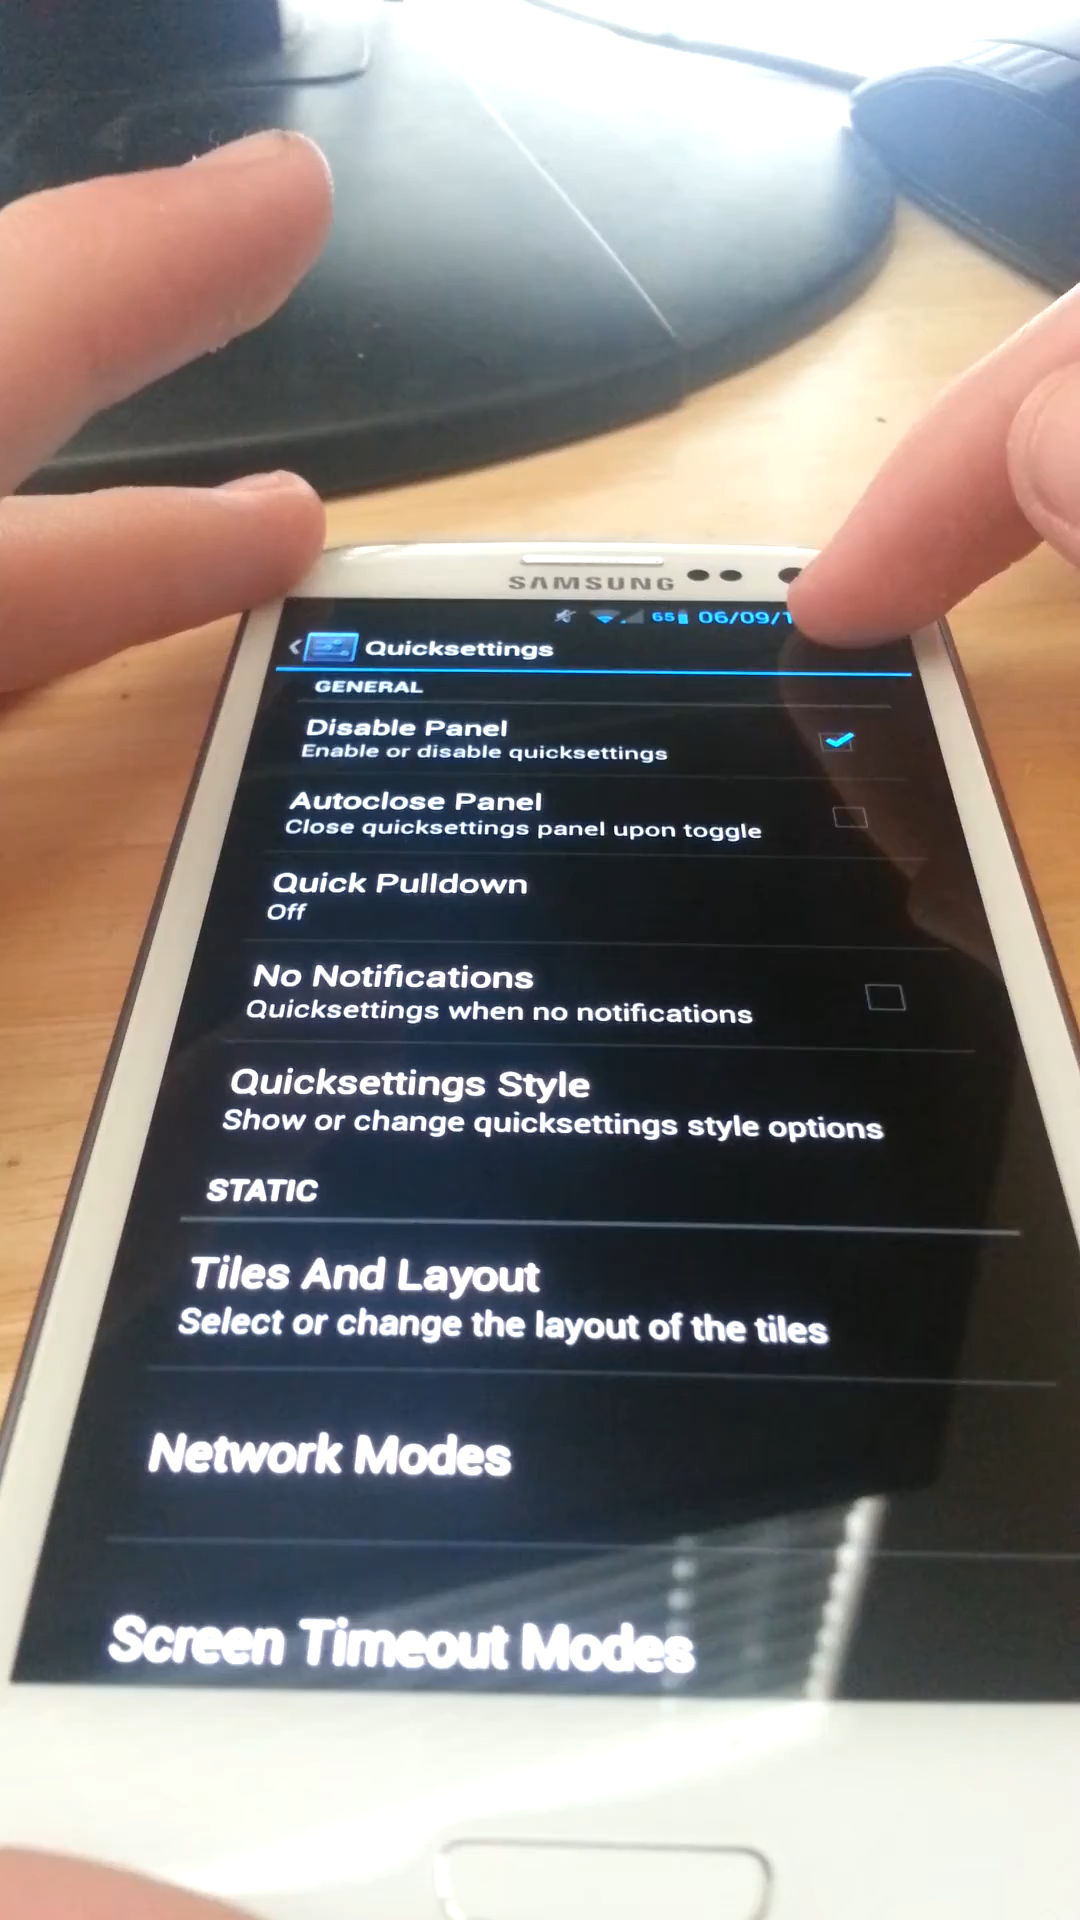 SAMSUNG
65 06/09/1
Quicksettings
GENERAL
Disable Panel
Enable or disable quicksettings
Autoclose Panel
Close quicksettings panel upon toggle
Quick Pulldown
Off
No Notifications
Quicksettings when no notifications
Quicksettings Style
Show or change quicksettings style options
STATIC
Tiles And Layout
Select or change the layout of the tiles
Network Modes
Screen Timeout Modes